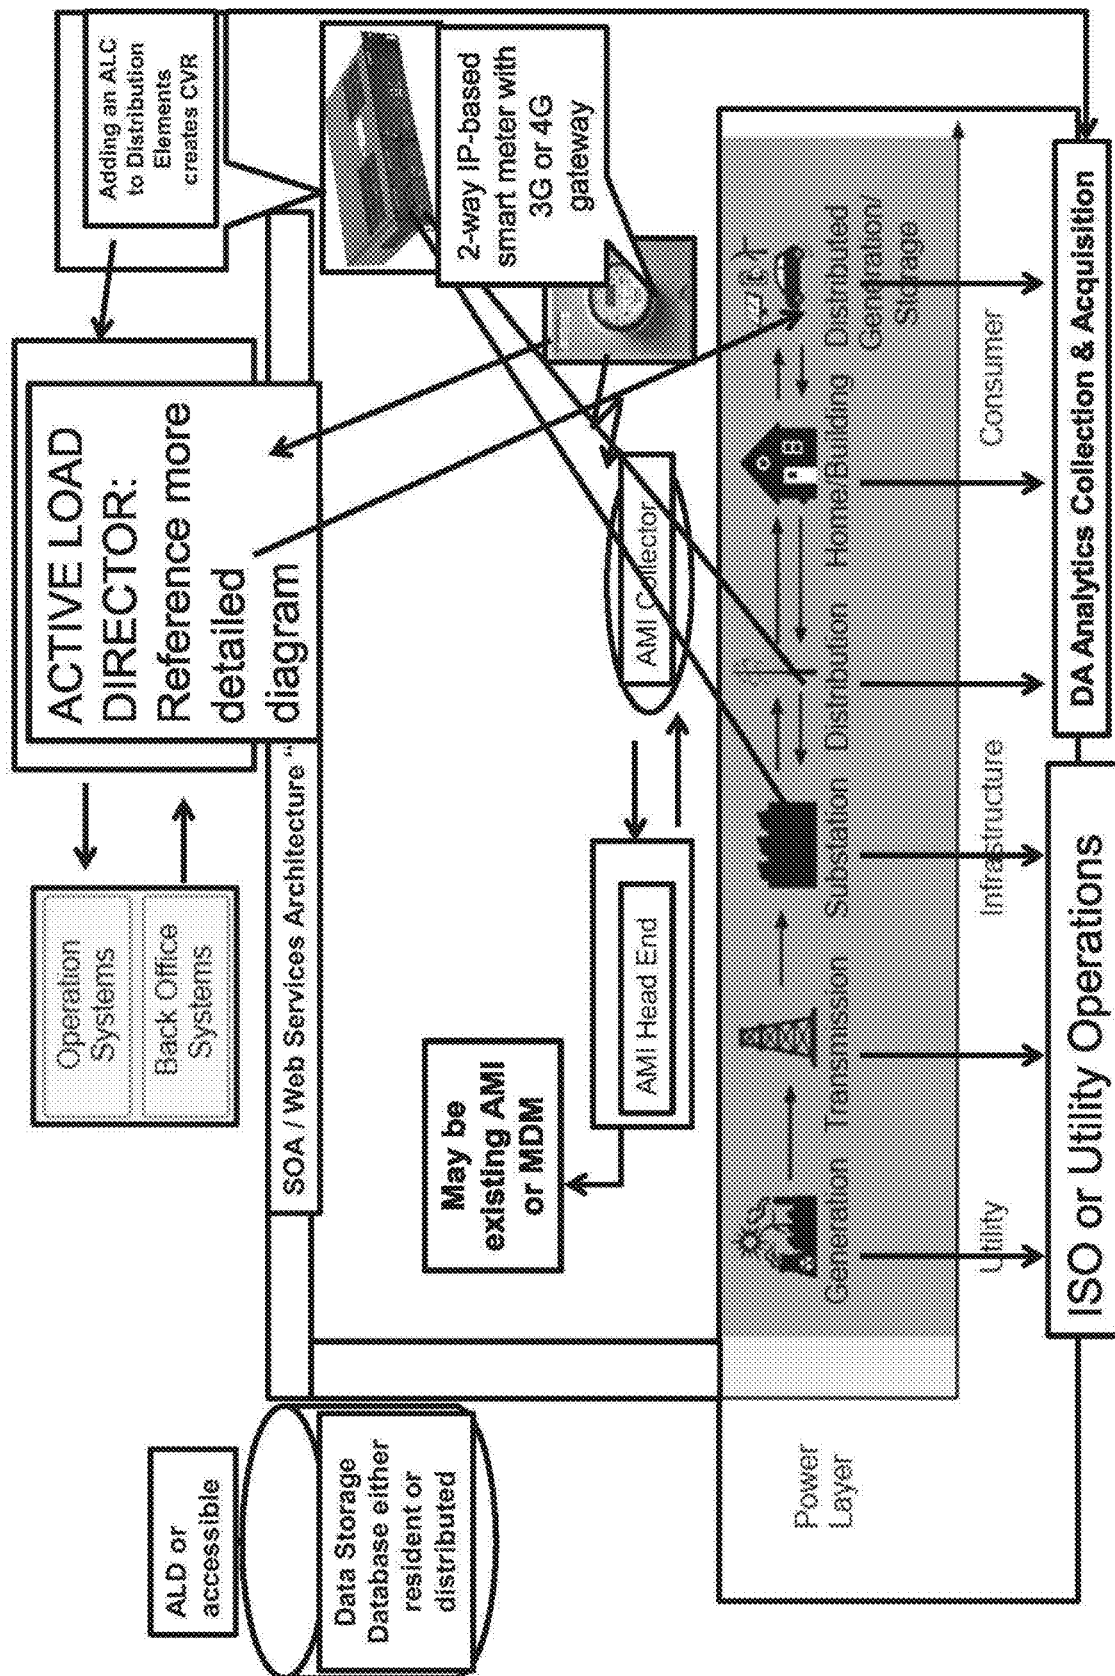 ALD or
accessible
Data Storage
Database either
resident or
distributed
Operation
Systems
Back Office
Systems
ACTIVE LOAD
DIRECTOR:
Reference more
detailed
diagram
Adding an ALC
to Distribution
Elements
creates CVR
SOA / Web Services Architecture "
2-way IP-based
smart meter with
3G or 4G
gateway
May be
existing AMI
or MDM
AMI Head End
AMI Collector
Power
Layer
Generation
Transmission
Substation
Distribution
Home/Building
Distributed
Generation/
Storage
Utility
Infrastructure
Consumer
ISO or Utility Operations
DA Analytics Collection & Acquisition